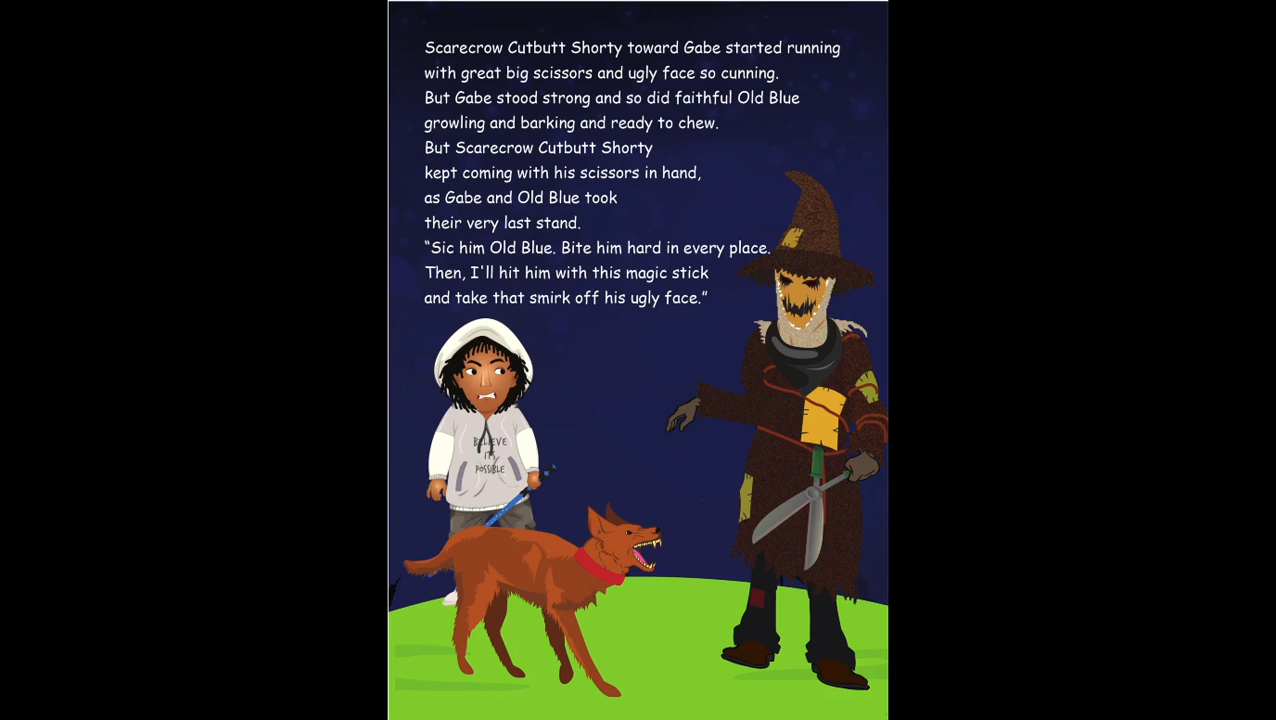 Scarecrow Cutbutt Shorty toward Gabe started running
with great big scissors and ugly face so cunning.
But Gabe stood strong and so did faithful Old Blue
growling and barking and ready to chew.
But Scarecrow Cutbutt Shorty
kept coming with his scissors in hand,
as Gabe and Old Blue took
their very last stand.
“Sic him Old Blue. Bite him hard in every place.
Then, I'll hit him with this magic stick
and take that smirk off his ugly face.”
BELIEVE
IT'S
POSSIBLE